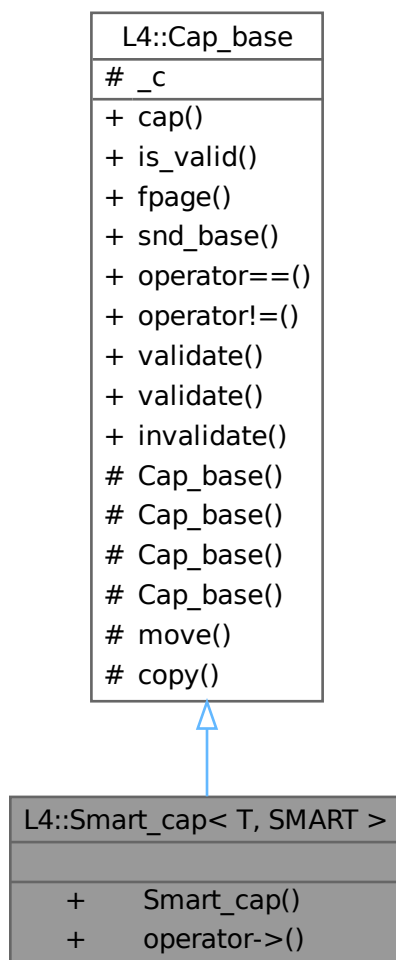 L4::Cap_base
# _c
+ cap()
+ is_valid()
+ fpage()
+ snd_base()
+ operator==()
+ operator!=()
+ validate()
+ validate()
+ invalidate()
# Cap_base()
# Cap_base()
# Cap_base()
# Cap_base()
# move()
# copy()
L4::Smart_cap< T, SMART >
+ Smart_cap()
+ operator->()